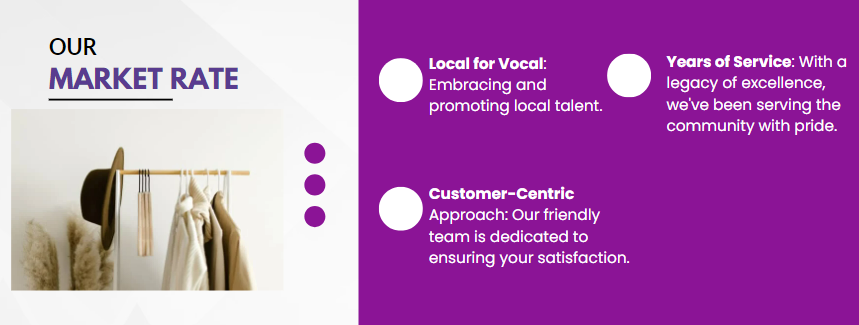 OUR
MARKET RATE
Local for Vocal:
Embracing and
promoting local talent.
Years of Service: With a
legacy of excellence,
we've been serving the
community with pride.
Customer-Centric
Approach: Our friendly
team is dedicated to
ensuring your satisfaction.